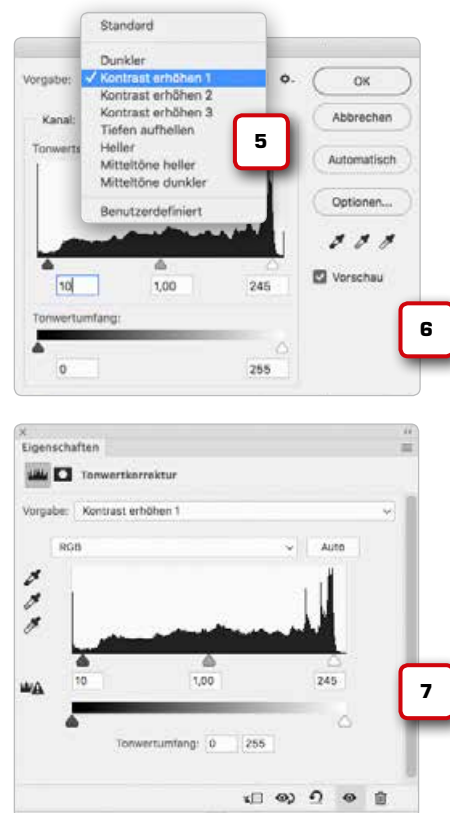 Standard
Dunkler
Vorgabe: ✓ Kontrast erhöhen 1
Kontrast erhöhen 2
Kontrast erhöhen 3
Tiefen aufhellen
Heller
Mitteltöne heller
Mitteltöne dunkler
Benutzerdefiniert
Kanal:
Tonwerts
OK
Abbrechen
Automatisch
Optionen...
Vorschau
5
10 1,00 245
6
Tonwertumfang:
0 255
Eigenschaften
Tonwertkorrektur
Vorgabe: Kontrast erhöhen 1
RGB Auto
10 1,00 245
7
Tonwertumfang: 0 255